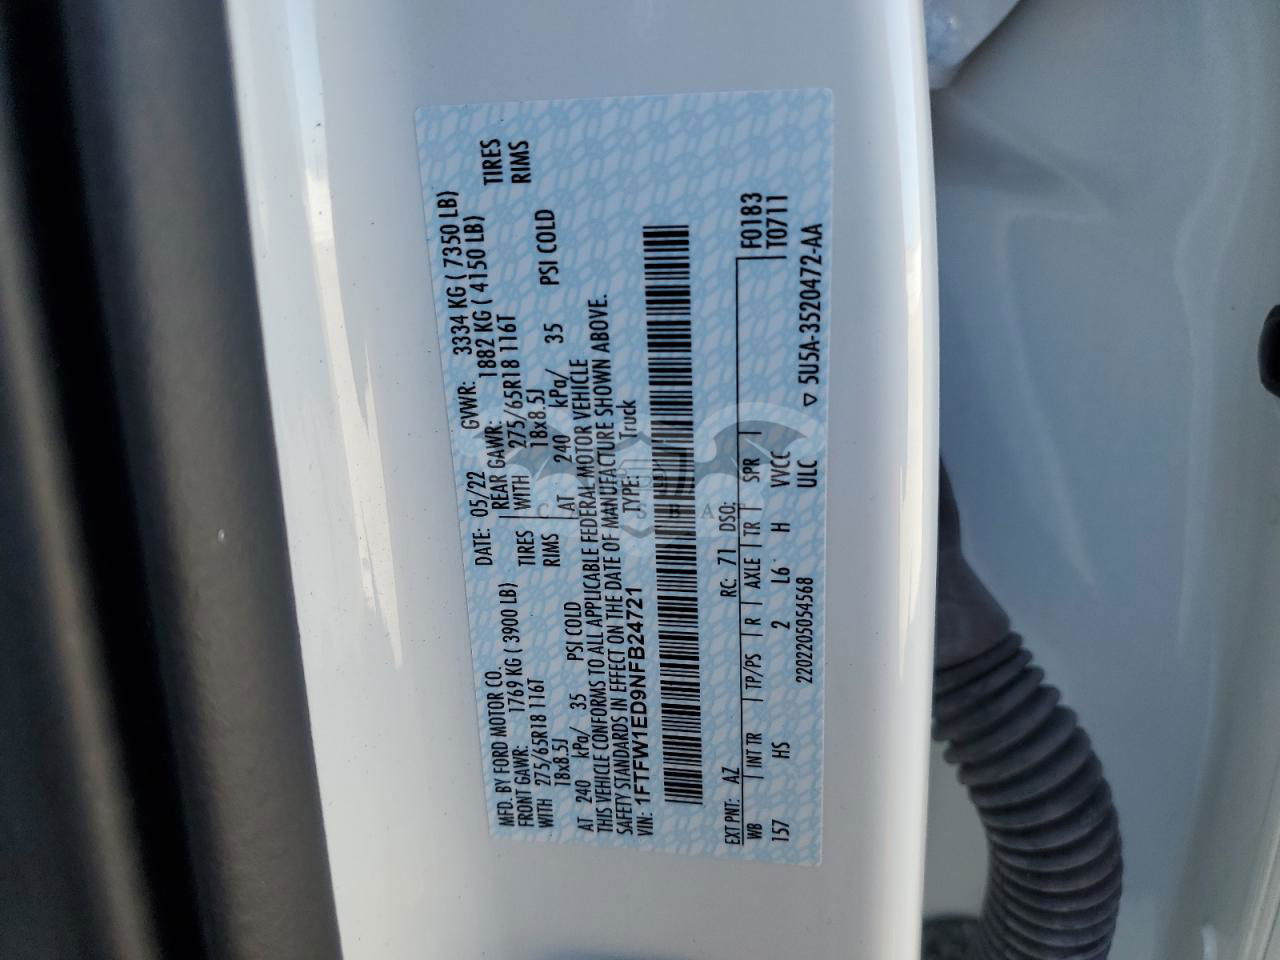 MFD. BY FORD MOTOR CO.
DATE: 05/22 GVWR: 3334 KG ( 7350 LB)
FRONT GAWR: 1769 KG ( 3900 LB) REAR GAWR: 1882 KG ( 4150 LB)
WITH 275/65R18 116T TIRES WITH 275/65R18 116T TIRES
18x8.5J RIMS 18x8.5J RIMS
AT 240 kPa/ 35 PSI COLD AT 240 kPa/ 35 PSI COLD
THIS VEHICLE CONFORMS TO ALL APPLICABLE FEDERAL MOTOR VEHICLE
SAFETY STANDARDS IN EFFECT ON THE DATE OF MANUFACTURE SHOWN ABOVE.
VIN: 1FTFW1ED9NFB24721 TYPE: Truck
EXT PNT: AZ RC: 71 DSO: F0183
WB INT TR TP/PS R AXLE TR SPR T0711
157 HS 2 L6 H VVCC
2202205054568 ULC ▽ 5U5A-3520472-AA